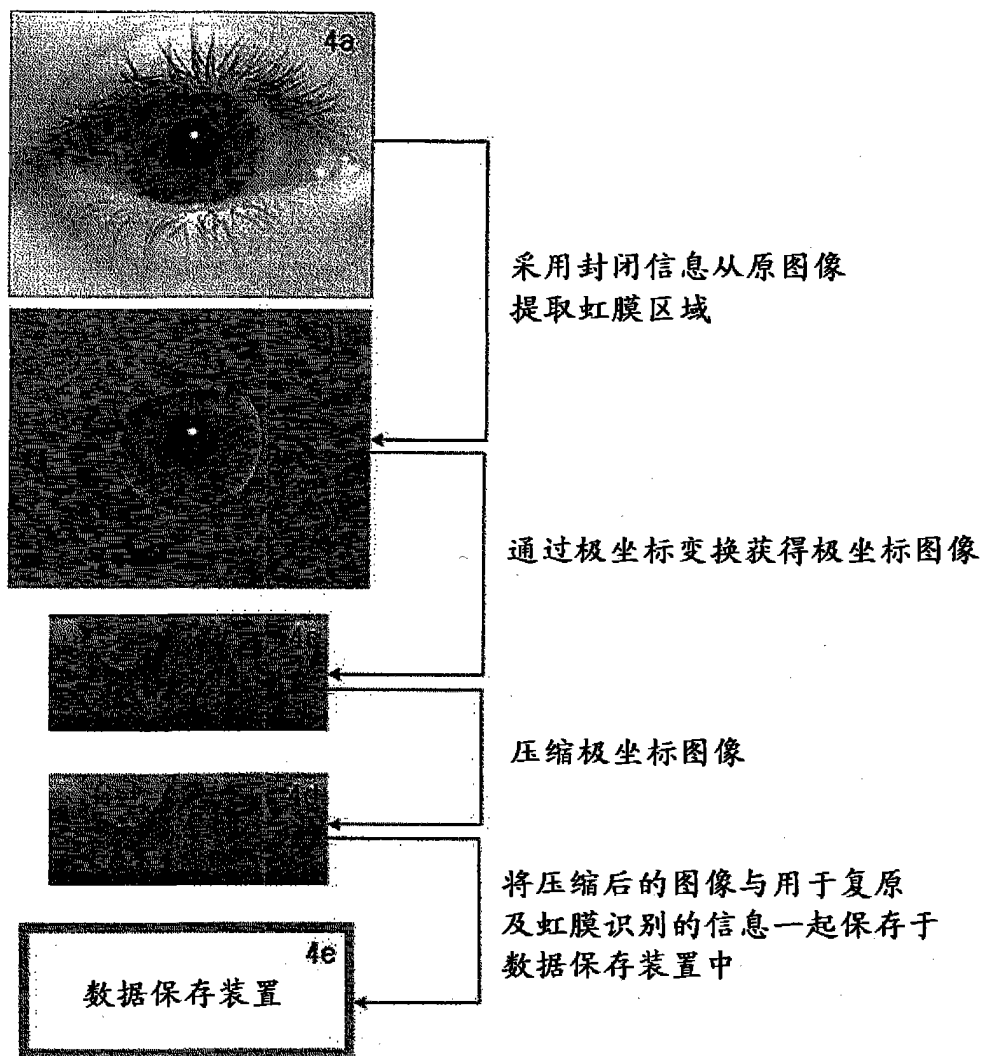 4a
采用封闭信息从原图像
提取虹膜区域
通过极坐标变换获得极坐标图像
压缩极坐标图像
将压缩后的图像与用于复原
及虹膜识别的信息一起保存于
数据保存装置中
4e
数据保存装置